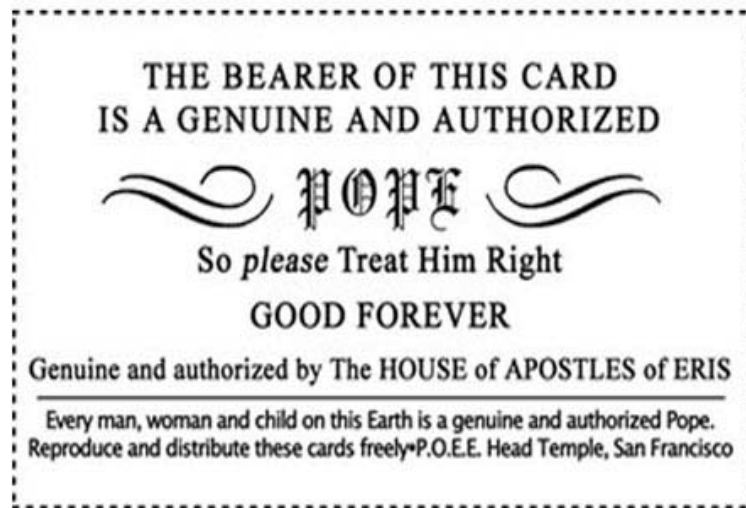 THE BEARER OF THIS CARD
IS A GENUINE AND AUTHORIZED
POPE
So please Treat Him Right
GOOD FOREVER
Genuine and authorized by The HOUSE of APOSTLES of ERIS
Every man, woman and child on this Earth is a genuine and authorized Pope.
Reproduce and distribute these cards freely•P.O.E.E. Head Temple, San Francisco